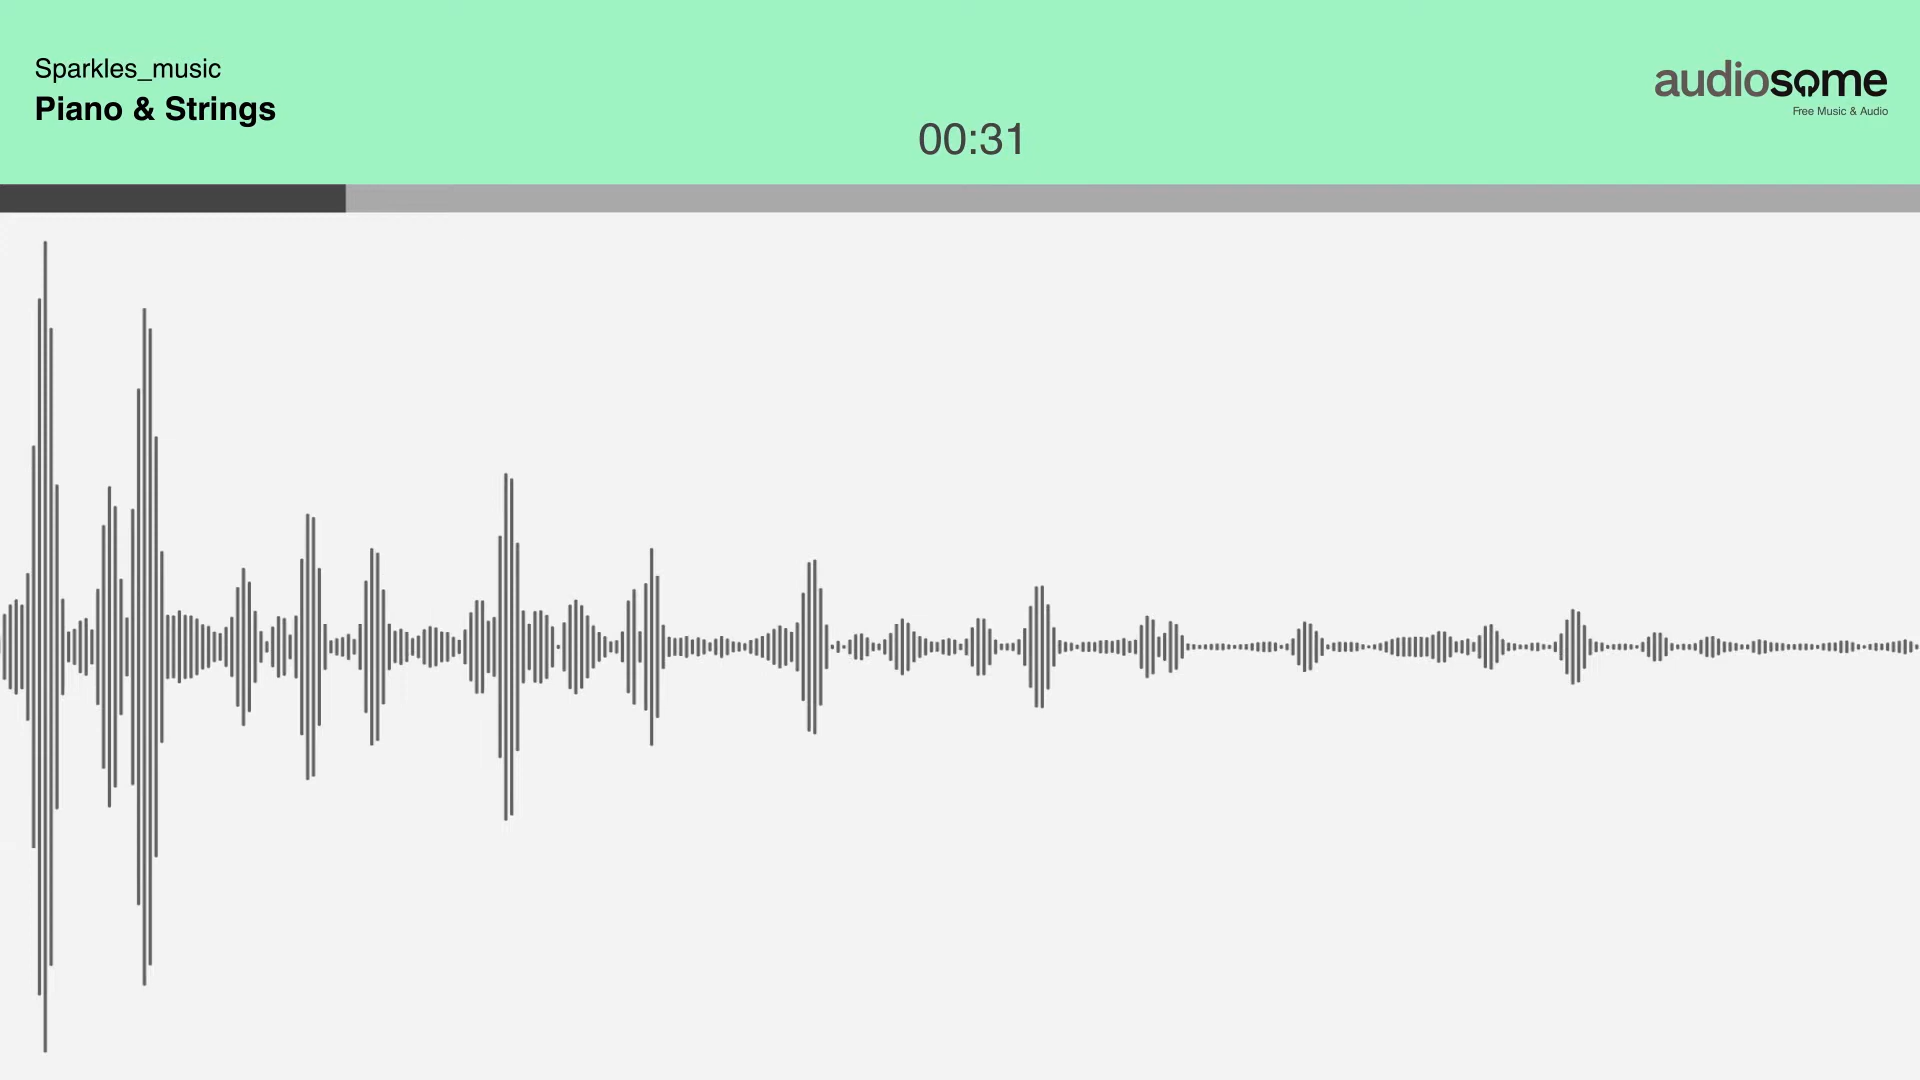 Sparkles_music
Piano & Strings
00:31
audiosome
Free Music & Audio